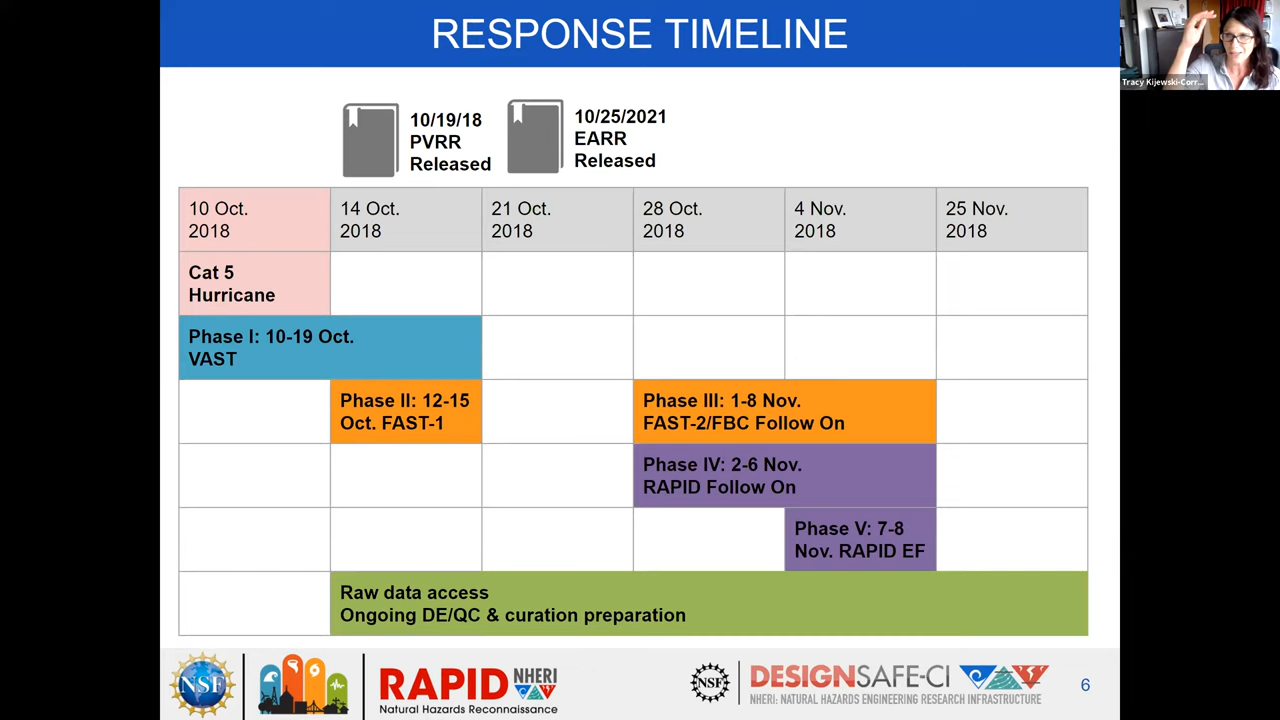 RESPONSE TIMELINE
Tracy Kijewski-Corr...
10/19/18
PVRR
Released
10/25/2021
EARR
Released
10 Oct.
2018
14 Oct.
2018
21 Oct.
2018
28 Oct.
2018
4 Nov.
2018
25 Nov.
2018
Cat 5
Hurricane
Phase I: 10-19 Oct.
VAST
Phase II: 12-15
Oct. FAST-1
Phase III: 1-8 Nov.
FAST-2/FBC Follow On
Phase IV: 2-6 Nov.
RAPID Follow On
Phase V: 7-8
Nov. RAPID EF
Raw data access
Ongoing DE/QC & curation preparation
NSF
RAPID NHERI
Natural Hazards Reconnaissance
NSF
DESIGNSAFE-CI
NHERI: NATURAL HAZARDS ENGINEERING RESEARCH INFRASTRUCTURE
6